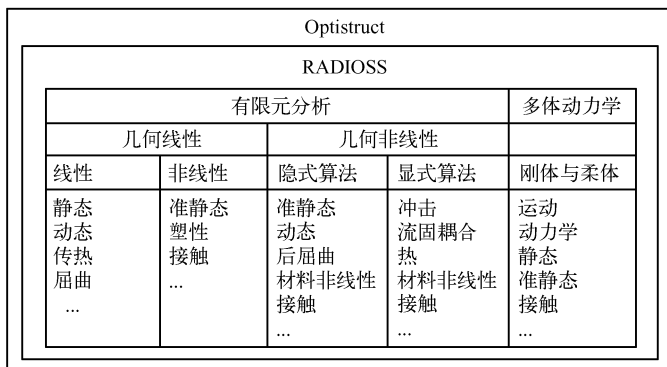 Optistruct
RADIOSS
有限元分析
多体动力学
几何线性
几何非线性
线性
非线性
隐式算法
显式算法
刚体与柔体
静态
动态
传热
屈曲
...
准静态
塑性
接触
...
准静态
动态
后屈曲
材料非线性
接触
...
冲击
流固耦合
热
材料非线性
接触
...
运动
动力学
静态
准静态
接触
...